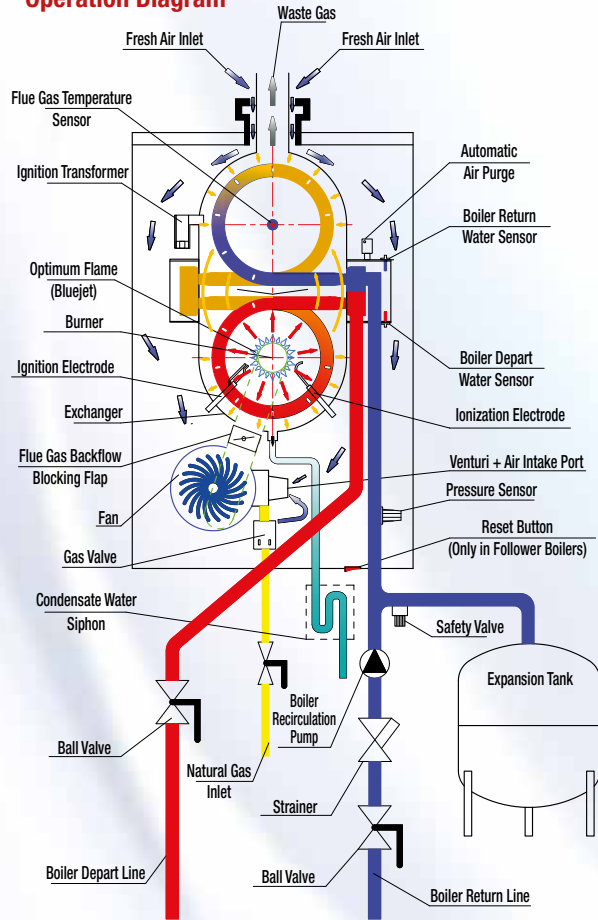 Operation Diagram
Waste Gas
Fresh Air Inlet
Fresh Air Inlet
Flue Gas Temperature
Sensor
Automatic
Air Purge
Ignition Transformer
Boiler Return
Water Sensor
Optimum Flame
(Bluejet)
Burner
Ignition Electrode
Boiler Depart
Water Sensor
Exchanger
Ionization Electrode
Flue Gas Backflow
Blocking Flap
Venturi + Air Intake Port
Pressure Sensor
Fan
Reset Button
(Only in Follower Boilers)
Gas Valve
Condensate Water
Siphon
Safety Valve
Expansion Tank
Boiler
Recirculation
Pump
Ball Valve
Natural Gas
Inlet
Strainer
Boiler Depart Line
Ball Valve
Boiler Return Line